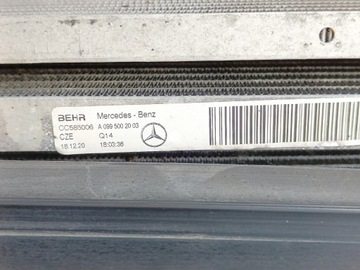 BEHR Mercedes-Benz
CC585006 A 099 500 20 03
CZE Q14
18.12.20 18:03:36